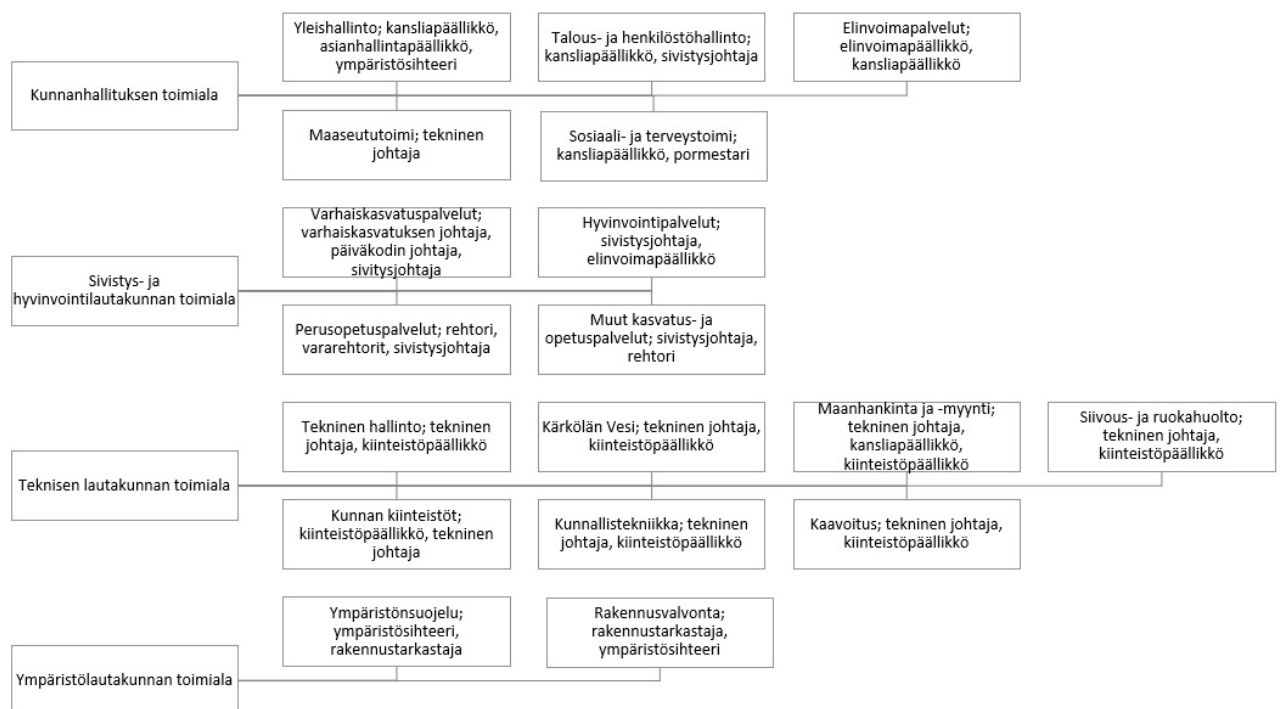 Kunnanhallituksen toimiala
Yleishallinto; kansliapäällikkö,
asianhallintapäällikkö,
ympäristösihteeri
Talous- ja henkilöstöhallinto;
kansliapäällikkö, sivistysjohtaja
Elinvoimapalvelut;
elinvoimapäällikkö,
kansliapäällikkö
Maaseututoimi; tekninen
johtaja
Sosiaali- ja terveystoimi;
kansliapäällikkö, pormestari
Sivistys- ja
hyvinvointilautakunnan toimiala
Varhaiskasvatuspalvelut;
varhaiskasvatuksen johtaja,
päiväkodin johtaja,
sivitysjohtaja
Hyvinvointipalvelut;
sivistysjohtaja,
elinvoimapäällikkö
Perusopetuspalvelut; rehtori,
vararehtorit, sivistysjohtaja
Muut kasvatus- ja
opetuspalvelut; sivistysjohtaja,
rehtori
Teknisen lautakunnan toimiala
Tekninen hallinto; tekninen
johtaja, kiinteistöpäällikkö
Kärkölän Vesi; tekninen johtaja,
kiinteistöpäällikkö
Maanhankinta ja -myynti;
tekninen johtaja,
kansliapäällikkö,
kiinteistöpäällikkö
Siivous- ja ruokahuolto;
tekninen johtaja,
kiinteistöpäällikkö
Kunnan kiinteistöt;
kiinteistöpäällikkö, tekninen
johtaja
Kunnallistekniikka; tekninen
johtaja, kiinteistöpäällikkö
Kaavoitus; tekninen johtaja,
kiinteistöpäällikkö
Ympäristölautakunnan toimiala
Ympäristönsuojelu;
ympäristösihteeri,
rakennustarkastaja
Rakennusvalvonta;
rakennustarkastaja,
ympäristösihteeri